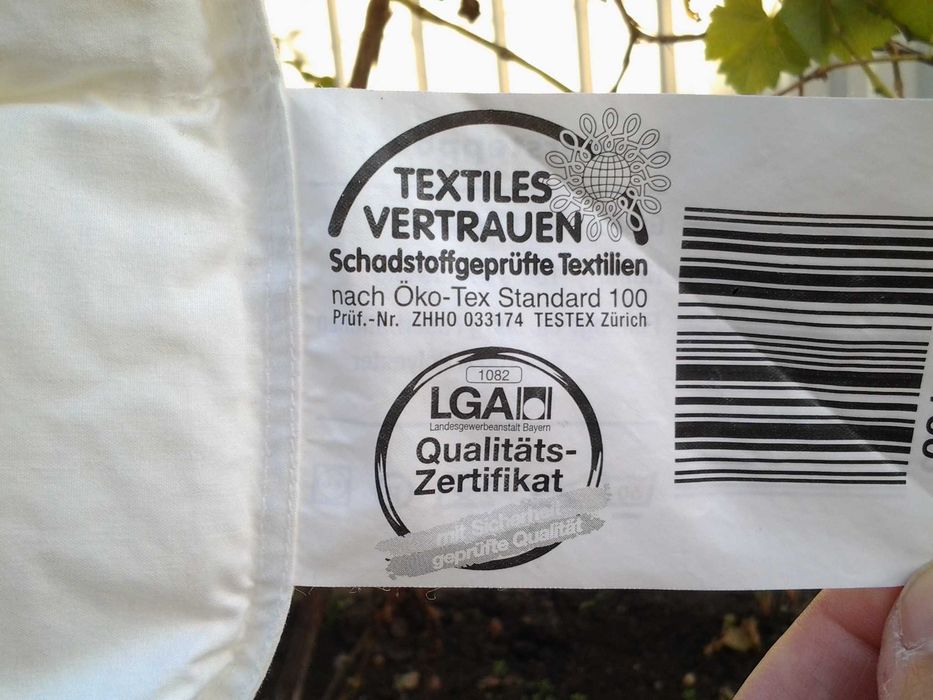 TEXTILES
VERTRAUEN
Schadstoffgeprüfte Textilien
nach Öko-Tex Standard 100
Prüf.-Nr. ZHHO 033174 TESTEX Zürich
1082
LGA
Landesgewerbeanstalt Bayern
Qualitäts-
Zertifikat
mit Sicherheit
geprüfte Qualität